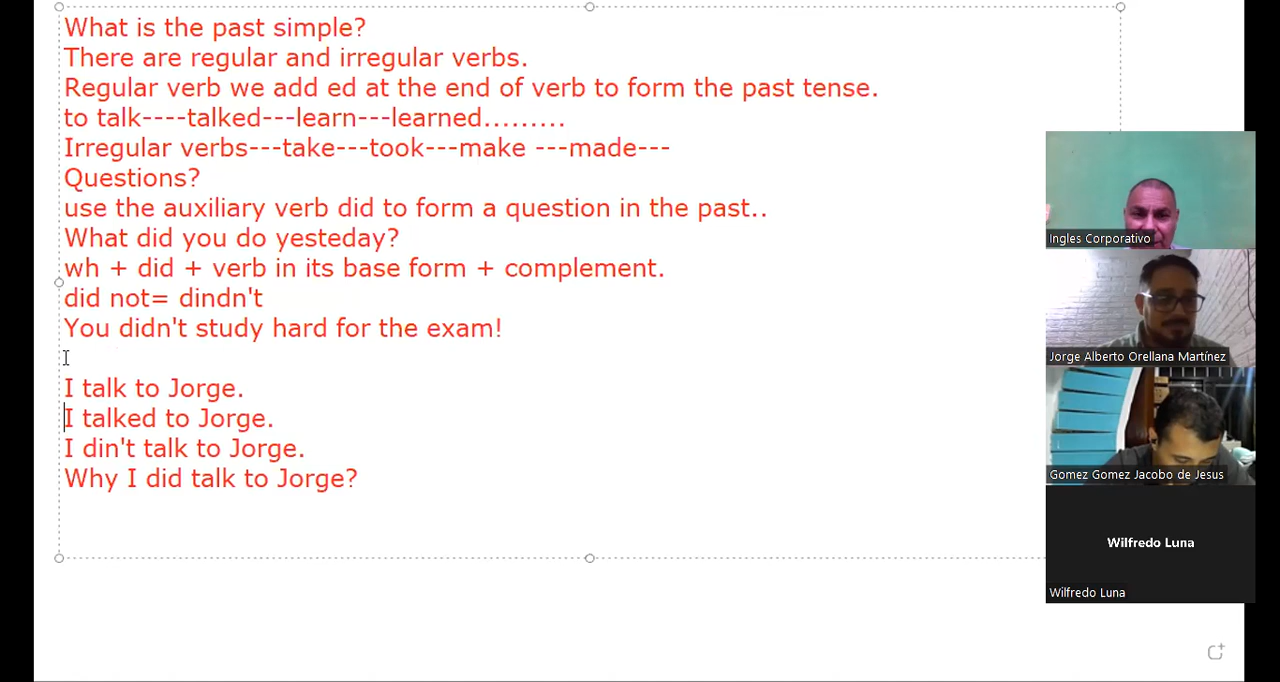 What is the past simple?
There are regular and irregular verbs.
Regular verb we add ed at the end of verb to form the past tense.
to talk----talked---learn---learned.........
Irregular verbs---take---took---make ---made---
Questions?
use the auxiliary verb did to form a question in the past..
What did you do yesteday?
wh + did + verb in its base form + complement.
did not= dindn't
You didn't study hard for the exam!
I talk to Jorge.
I talked to Jorge.
I din't talk to Jorge.
Why I did talk to Jorge?
Ingles Corporativo
Jorge Alberto Orellana Martínez
Gomez Gomez Jacobo de Jesus
Wilfredo Luna
Wilfredo Luna